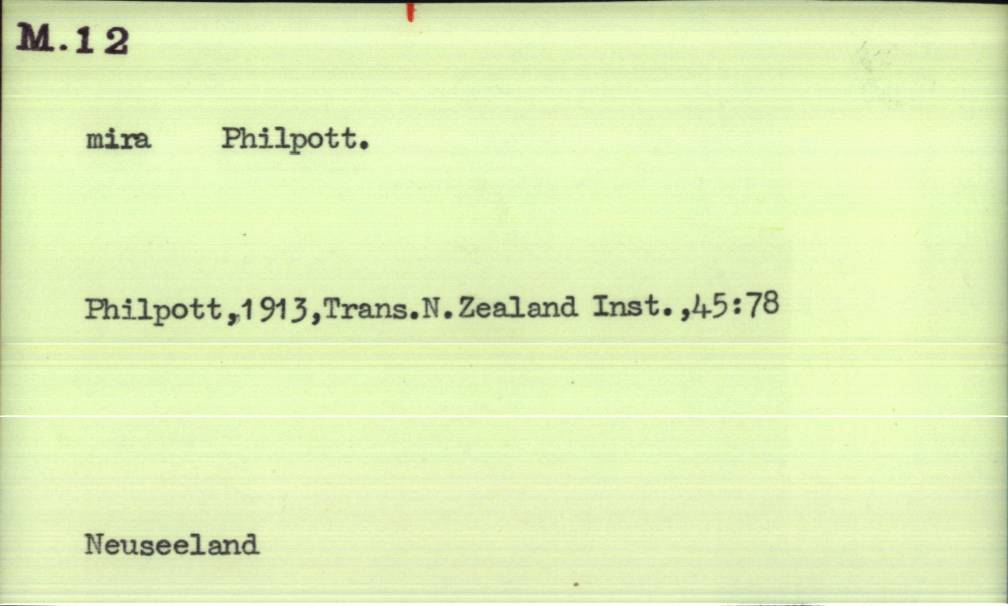 M.12
mira Philpott.
Philpott,1913,Trans.N.Zealand Inst.,45:78
Neuseeland